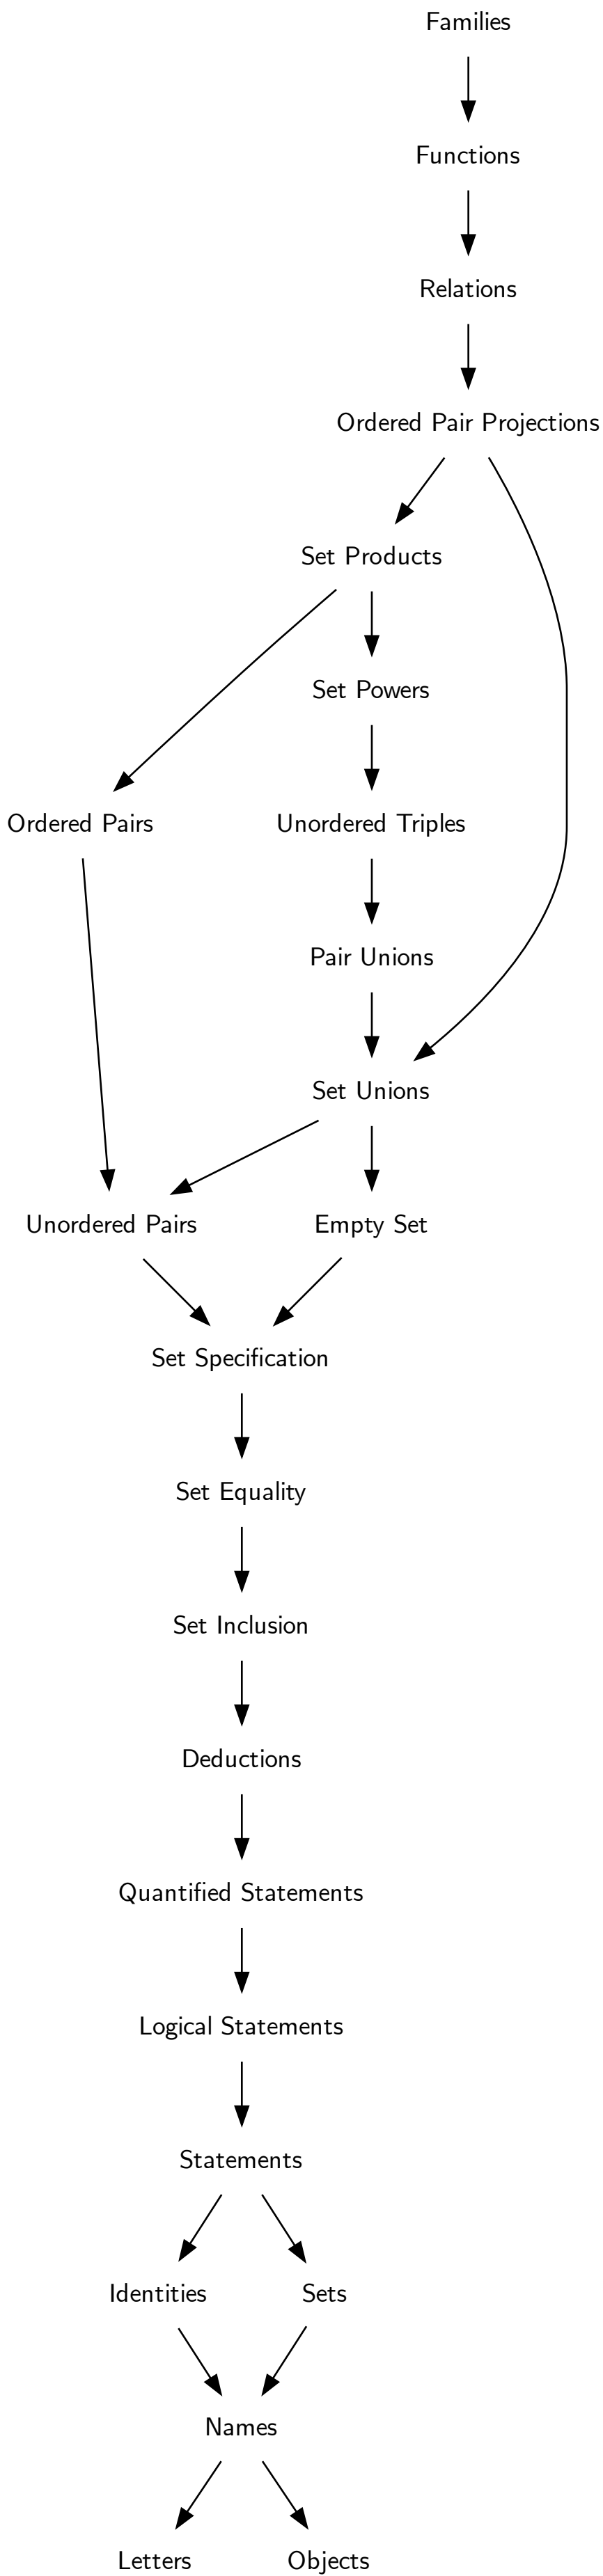 Families
Functions
Relations
Ordered Pair Projections
Set Products
Set Powers
Ordered Pairs
Unordered Triples
Pair Unions
Set Unions
Unordered Pairs
Empty Set
Set Specification
Set Equality
Set Inclusion
Deductions
Quantified Statements
Logical Statements
Statements
Identities
Sets
Names
Letters
Objects